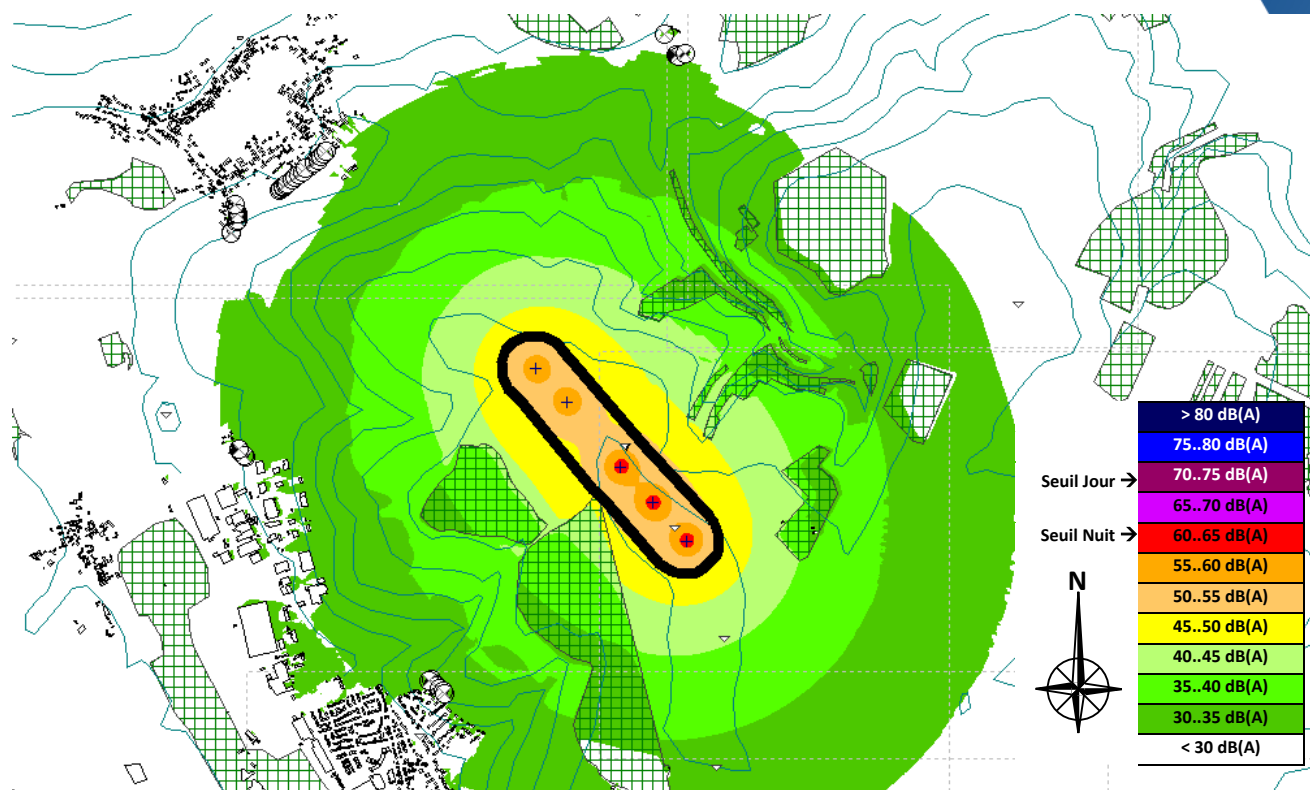 > 80 dB(A)
75..80 dB(A)
Seuil Jour → 70..75 dB(A)
65..70 dB(A)
Seuil Nuit → 60..65 dB(A)
55..60 dB(A)
50..55 dB(A)
45..50 dB(A)
40..45 dB(A)
35..40 dB(A)
30..35 dB(A)
< 30 dB(A)
N